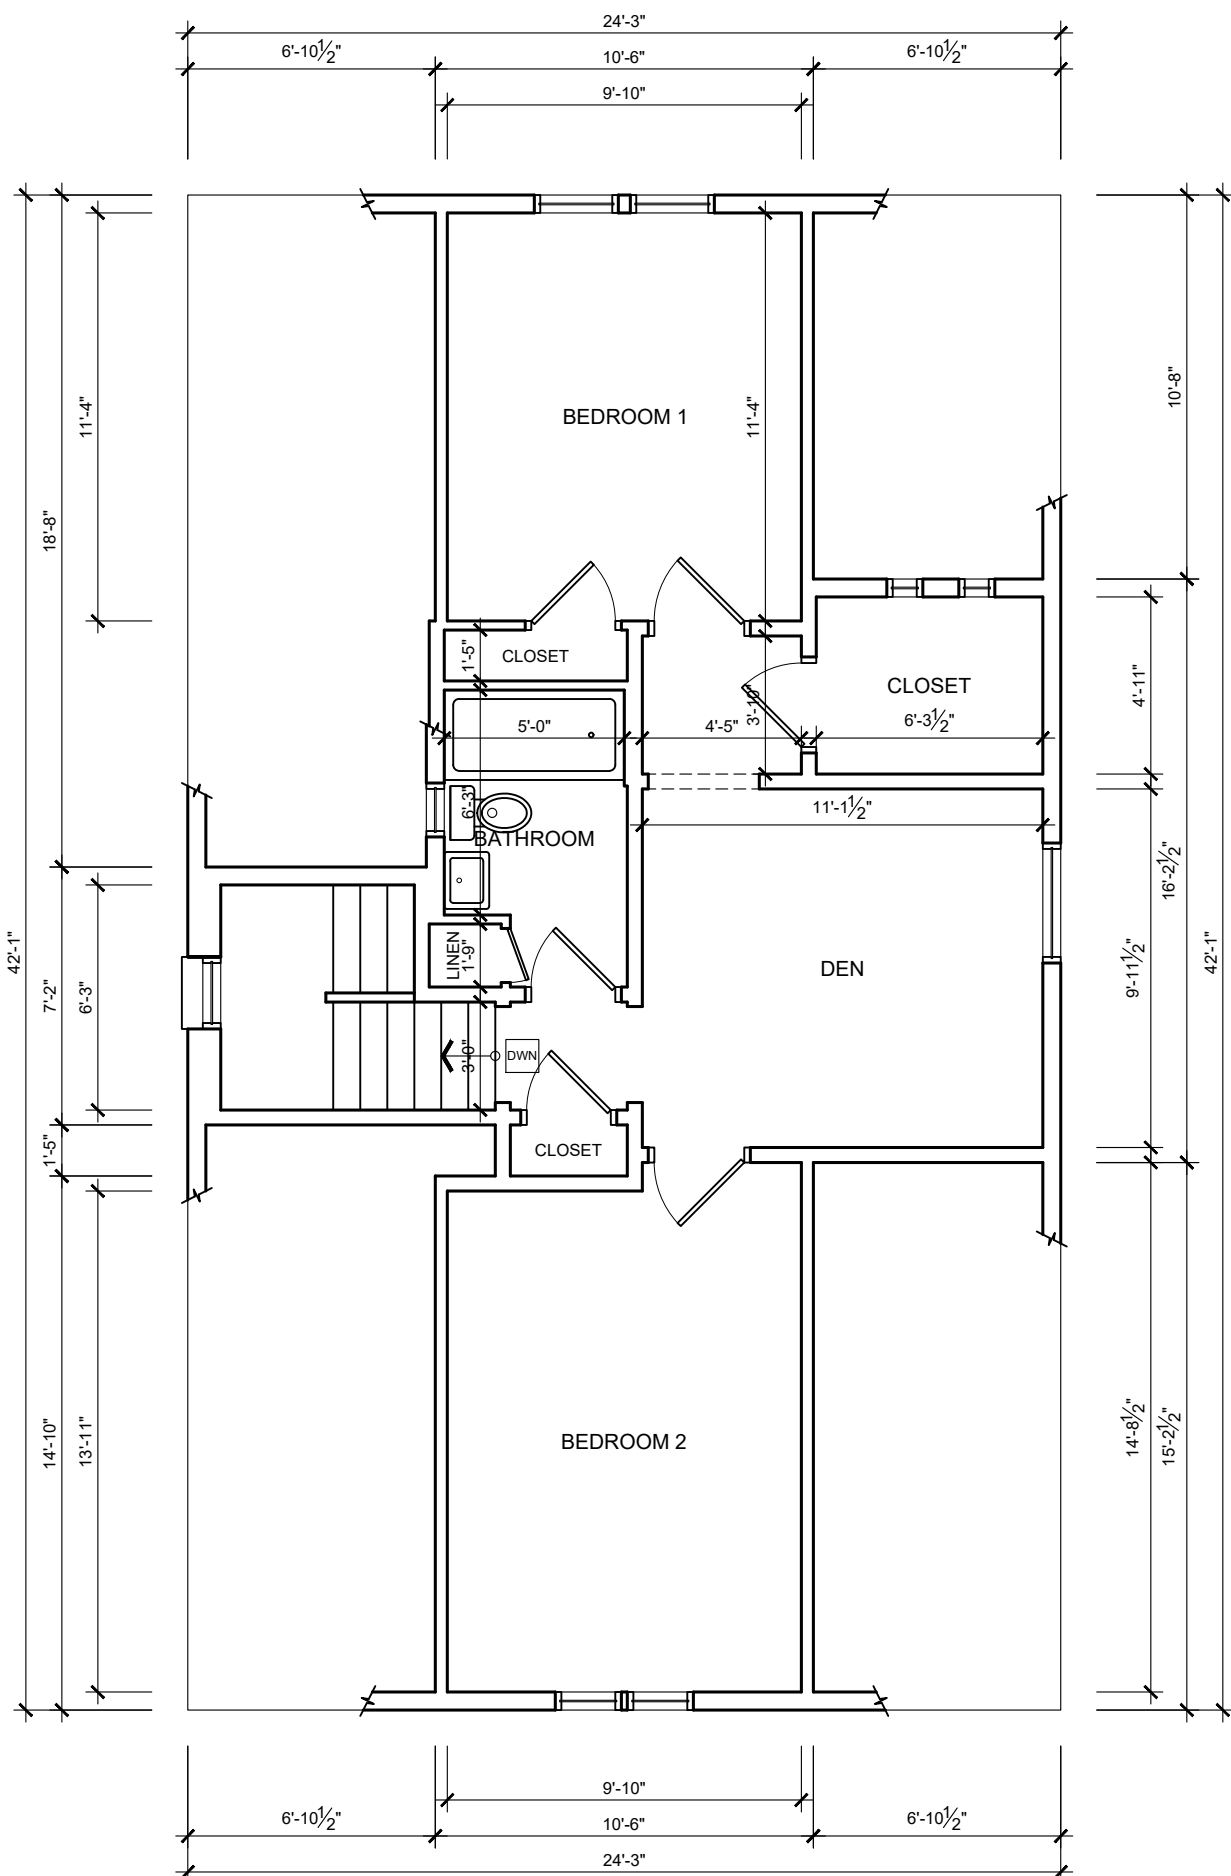 24'-3"
6'-10½" 10'-6" 6'-10½"
9'-10"
10'-8"
11'-4"
11'-4"
BEDROOM 1
18'-8"
1'-5"
CLOSET
CLOSET
4'-11"
3'-10"
5'-0" 4'-5" 6'-3½"
6'-3"
11'-1½"
BATHROOM
16'-2½"
42'-1"
7'-2"
6'-3"
LINEN
1'-9"
DEN
9'-11½"
42'-1"
3'-0"
DWN
1'-5"
CLOSET
14'-10"
13'-11"
BEDROOM 2
14'-8½"
15'-2½"
9'-10"
6'-10½" 10'-6" 6'-10½"
24'-3"